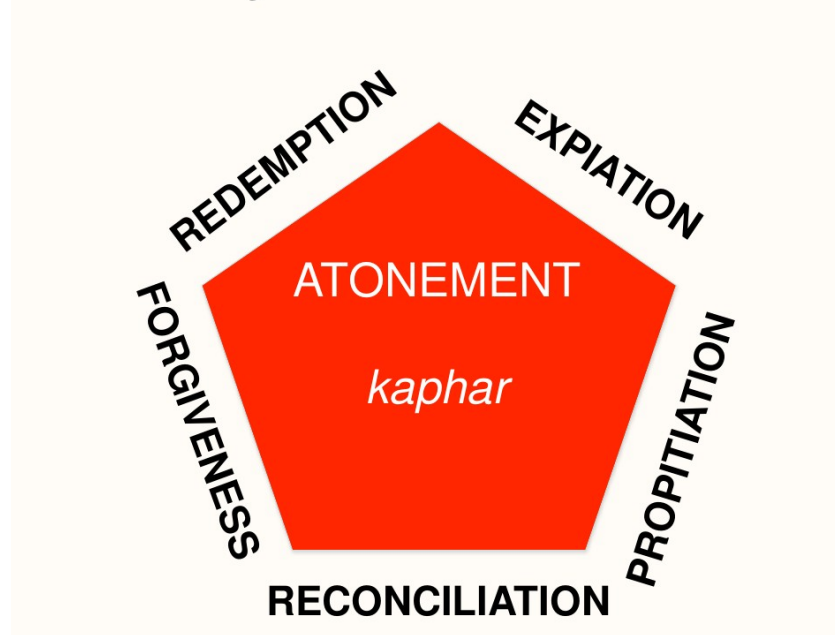 REDEMPTION
EXPIATION
ATONEMENT
kaphar
FORGIVENESS
PROPITIATION
RECONCILIATION